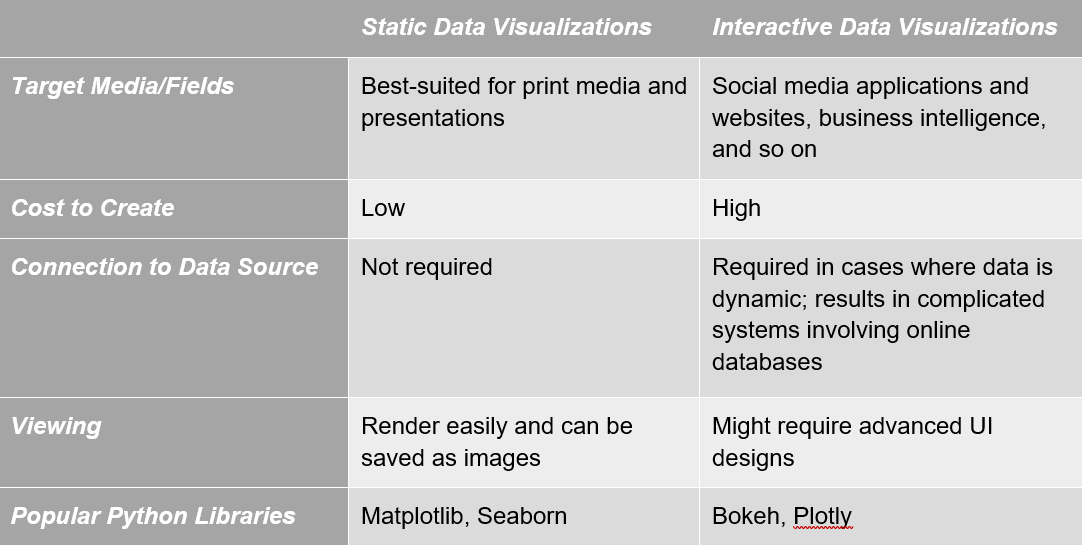 Static Data Visualizations
Interactive Data Visualizations
Target Media/Fields
Best-suited for print media and
presentations
Social media applications and
websites, business intelligence,
and so on
Cost to Create
Low
High
Connection to Data Source
Not required
Required in cases where data is
dynamic; results in complicated
systems involving online
databases
Viewing
Render easily and can be
saved as images
Might require advanced UI
designs
Popular Python Libraries
Matplotlib, Seaborn
Bokeh, Plotly